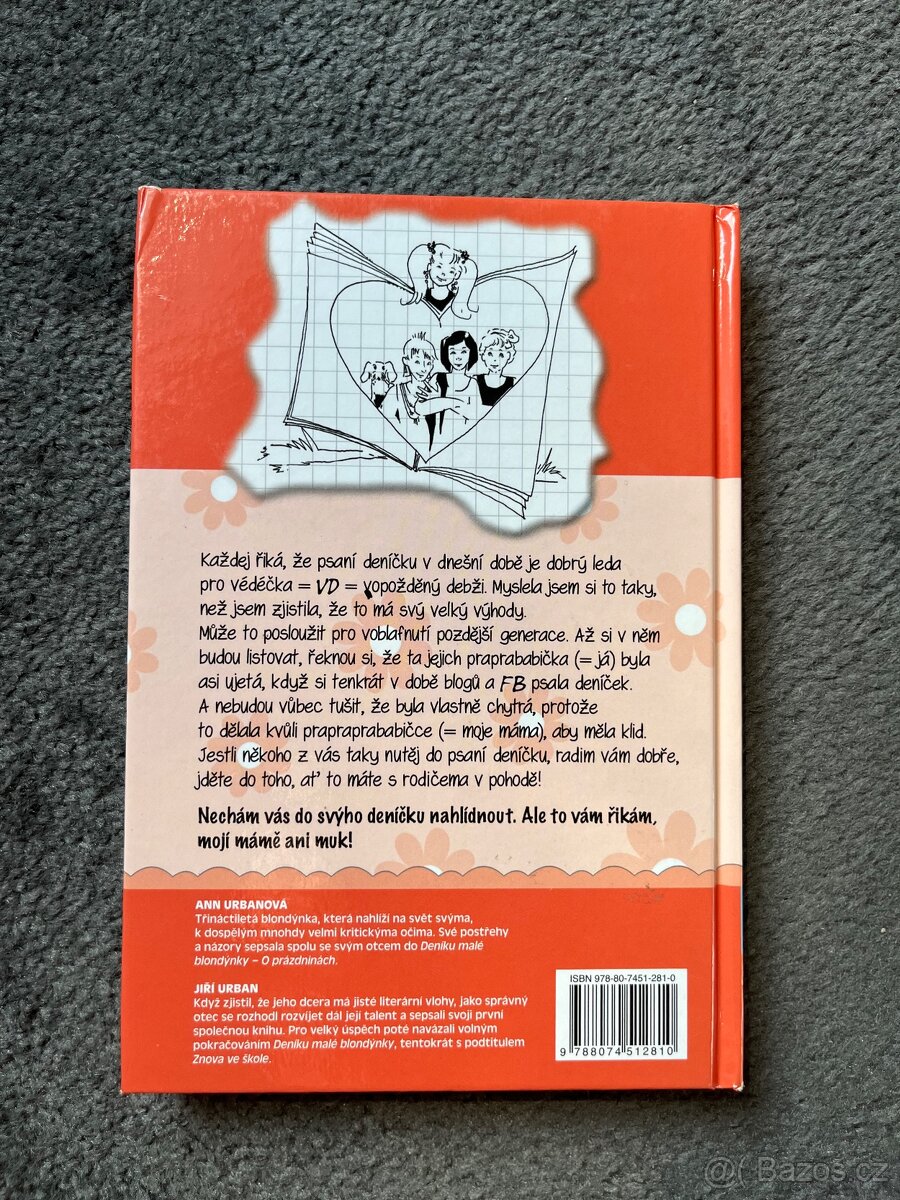 Každej řiká, že psaní deníčku v dnešní době je dobrý leda
pro védéčka = VD = vopožděný debži. Myslela jsem si to taky,
než jsem zjistila, že to má svý velký výhody.
Může to posloužit pro voblafnutí pozdější generace. Až si v něm
budou listovat, řeknou si, že ta jejich praprababička (= já) byla
asi ujetá, když si tenkrát v době blogů a FB psala deníček.
A nebudou vůbec tušit, že byla vlastně chytrá, protože
to dělala kvůli prapraprababičce (= moje máma), aby měla klid.
Jestli někoho z vás taky nutěj do psaní deníčku, radim vám dobře,
jděte do toho, ať to máte s rodičema v pohodě!
Nechám vás do svýho deníčku nahlídnout. Ale to vám řikám,
mojí mámě ani muk!
ANN URBANOVÁ
Třináctiletá blondýnka, která nahlíží na svět svýma,
k dospělým mnohdy velmi kritickýma očima. Své postřehy
a názory sepsala spolu se svým otcem do Deníku malé
blondýnky – O prázdninách.
JIŘÍ URBAN
Když zjistil, že jeho dcera má jisté literární vlohy, jako správný
otec se rozhodl rozvíjet dál její talent a sepsali svoji první
společnou knihu. Pro velký úspěch poté navázali volným
pokračováním Deníku malé blondýnky, tentokrát s podtitulem
Znova ve škole.
ISBN 978-80-7451-281-0
9 788074 512810
@( Bazos.cz